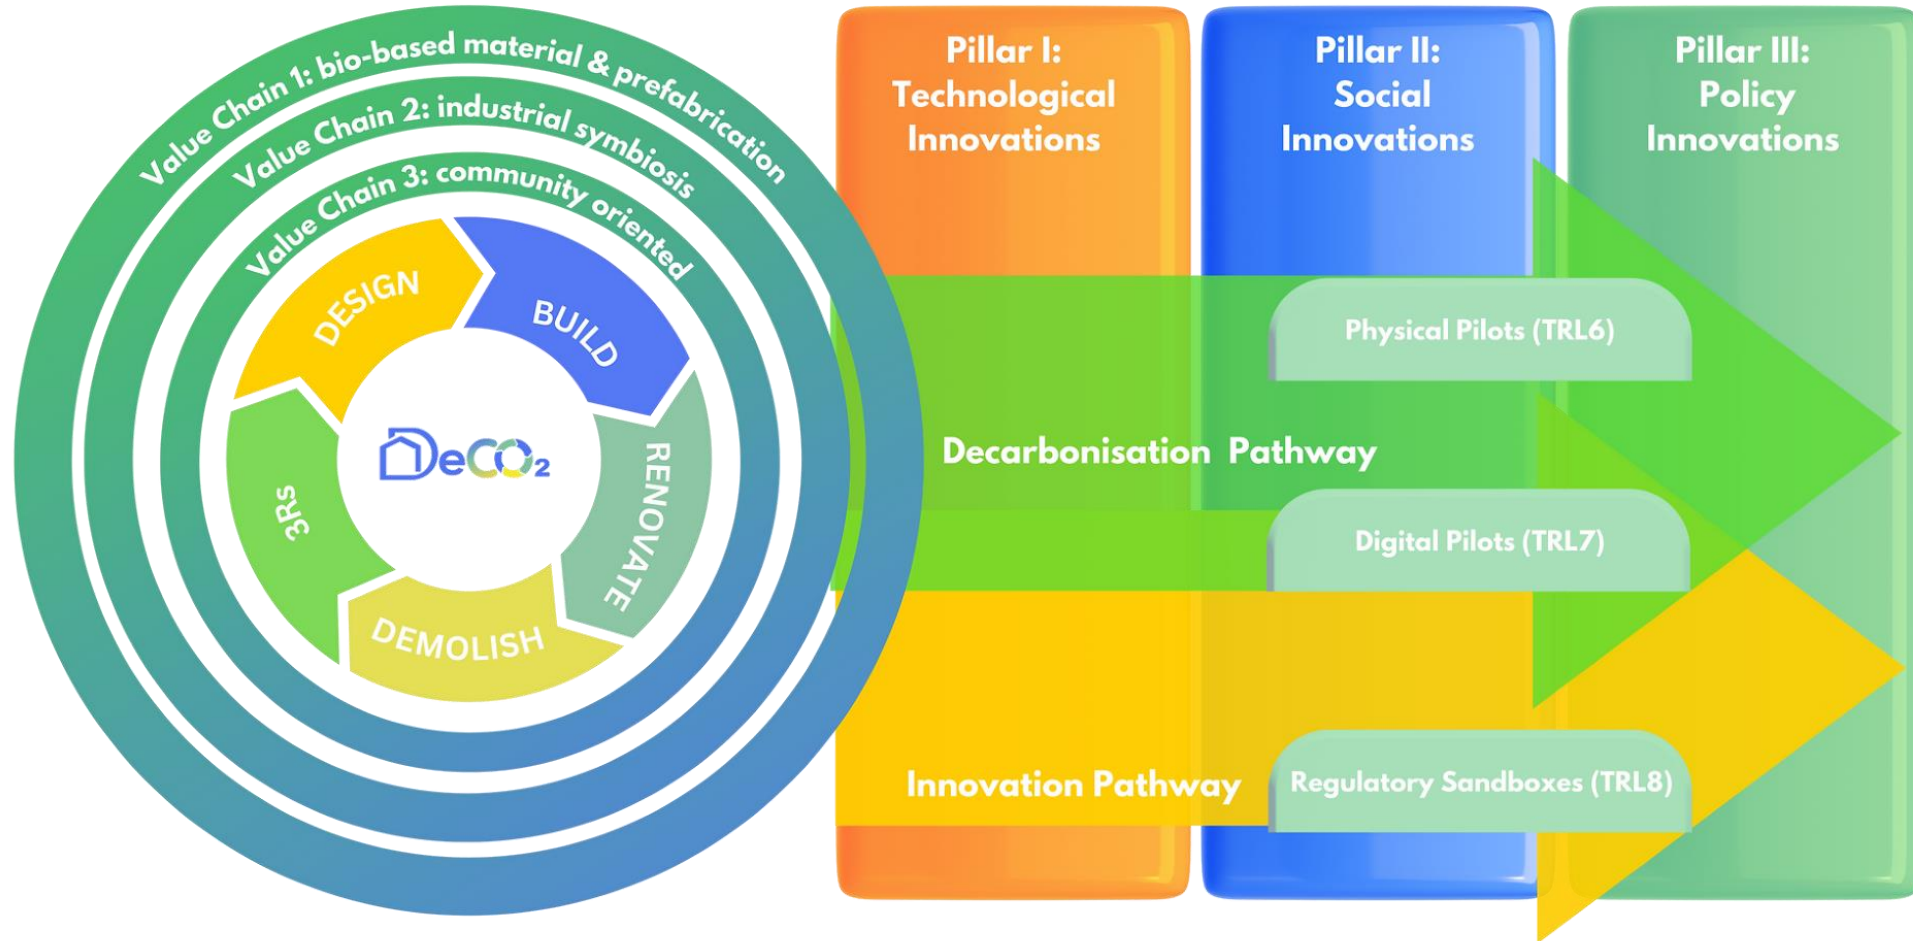 Value Chain 1: bio-based material & prefabrication
Value Chain 2: industrial symbiosis
Value Chain 3: community oriented
DESIGN
BUILD
RENOVATE
DEMOLISH
3Rs
DeCO₂
Pillar I:
Technological
Innovations
Pillar II:
Social
Innovations
Pillar III:
Policy
Innovations
Physical Pilots (TRL6)
Decarbonisation Pathway
Digital Pilots (TRL7)
Innovation Pathway
Regulatory Sandboxes (TRL8)